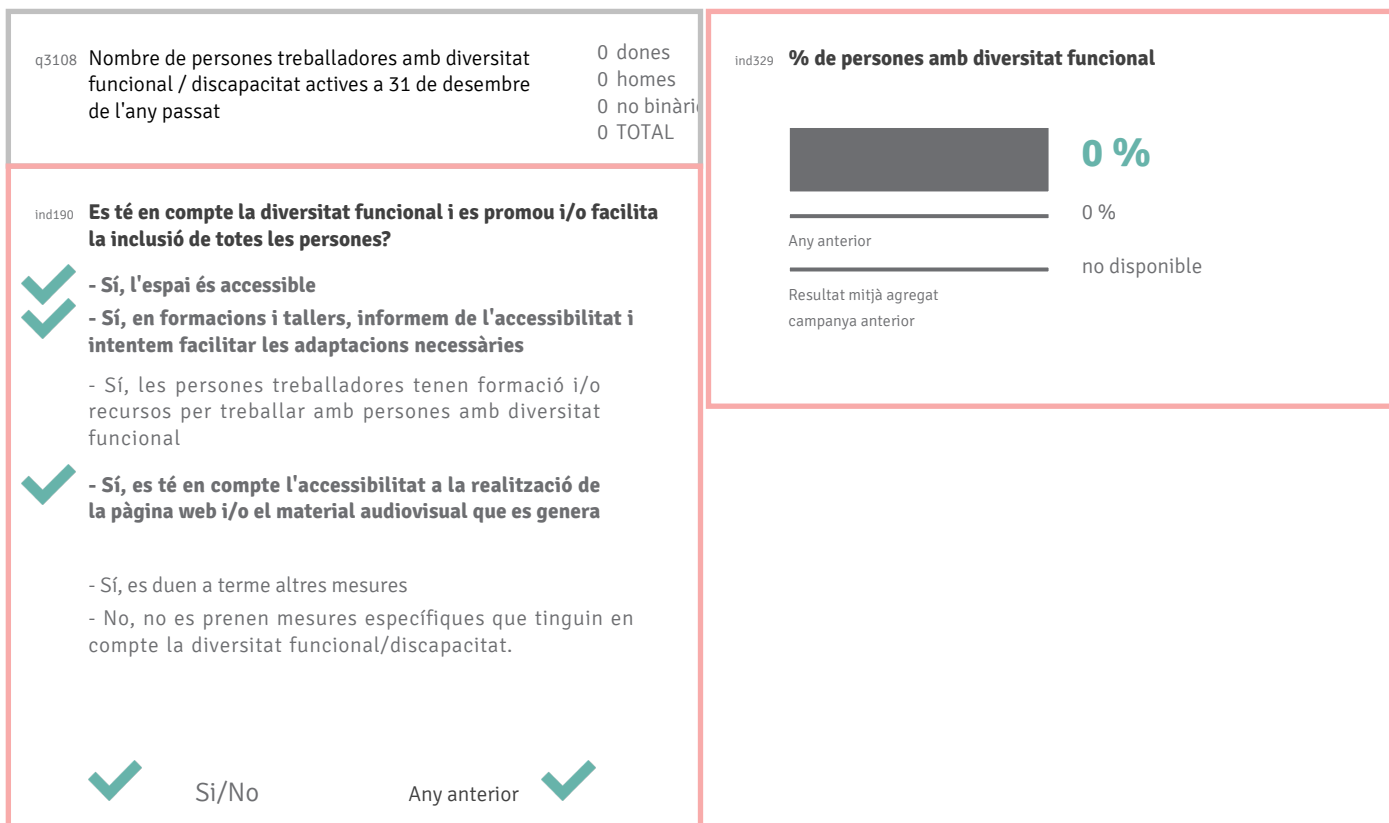 q3108 Nombre de persones treballadores amb diversitat
funcional / discapacitat actives a 31 de desembre
de l'any passat
0 dones
0 homes
0 no binàri
0 TOTAL
ind190 Es té en compte la diversitat funcional i es promou i/o facilita
la inclusió de totes les persones?
- Sí, l'espai és accessible
- Sí, en formacions i tallers, informem de l'accessibilitat i
intentem facilitar les adaptacions necessàries
- Sí, les persones treballadores tenen formació i/o
recursos per treballar amb persones amb diversitat
funcional
- Sí, es té en compte l'accessibilitat a la realització de
la pàgina web i/o el material audiovisual que es genera
- Sí, es duen a terme altres mesures
- No, no es prenen mesures específiques que tinguin en
compte la diversitat funcional/discapacitat.
Si/No
Any anterior
ind329 % de persones amb diversitat funcional
0 %
0 %
Any anterior
no disponible
Resultat mitjà agregat
campanya anterior